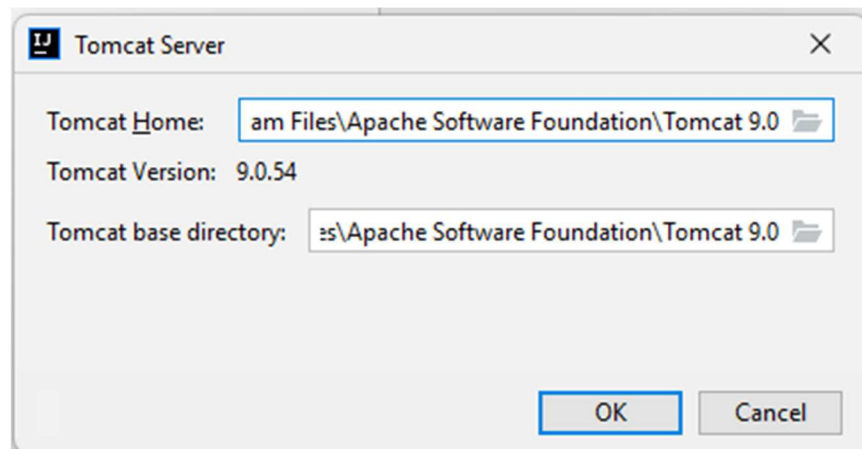 IJ Tomcat Server
Tomcat Home: am Files\Apache Software Foundation\Tomcat 9.0
Tomcat Version: 9.0.54
Tomcat base directory: es\Apache Software Foundation\Tomcat 9.0
OK Cancel